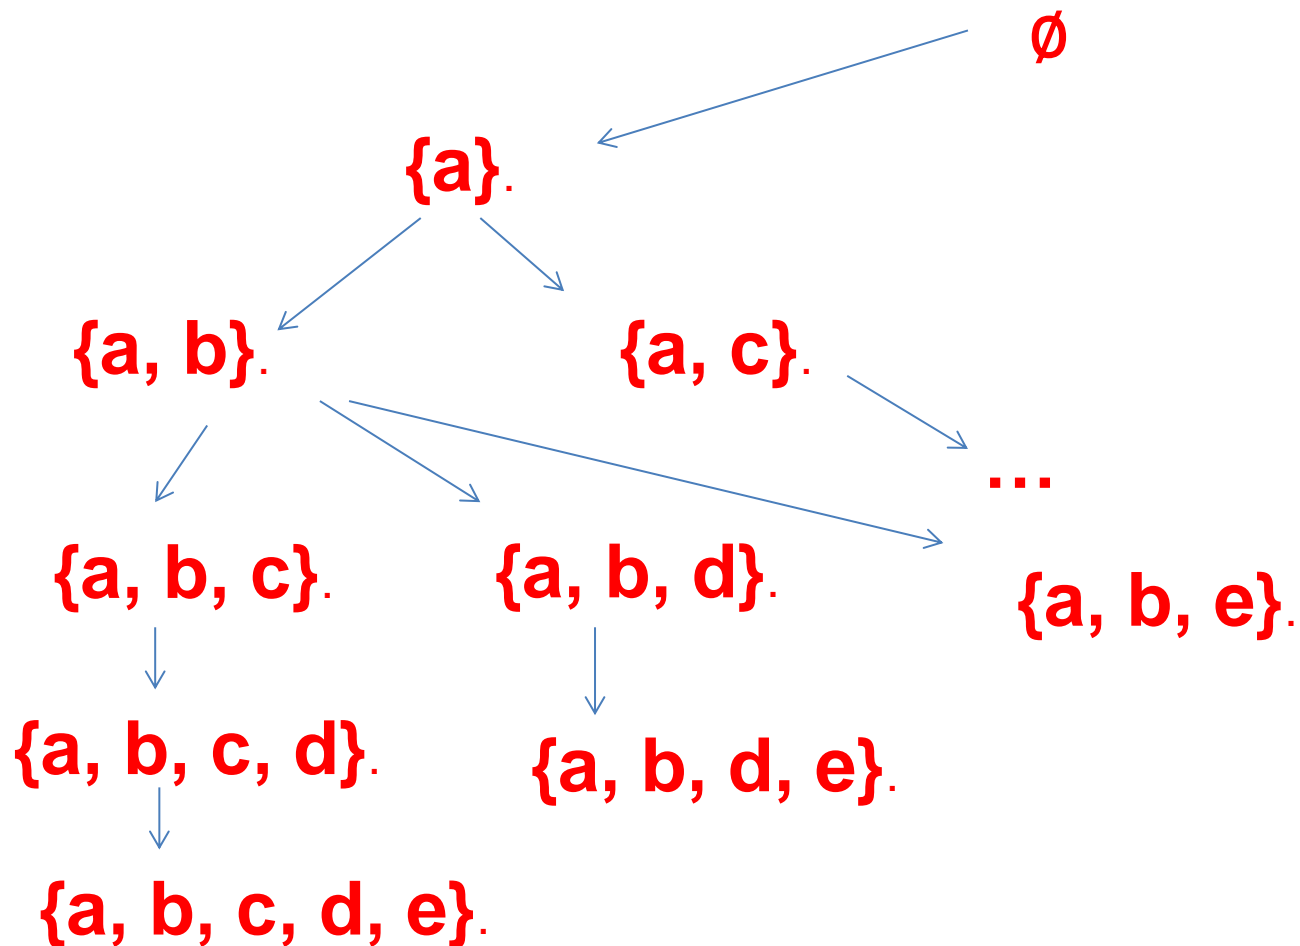 ∅
{a}.
{a, b}.
{a, c}.
...
{a, b, c}.
{a, b, d}.
{a, b, e}.
{a, b, c, d}.
{a, b, d, e}.
{a, b, c, d, e}.